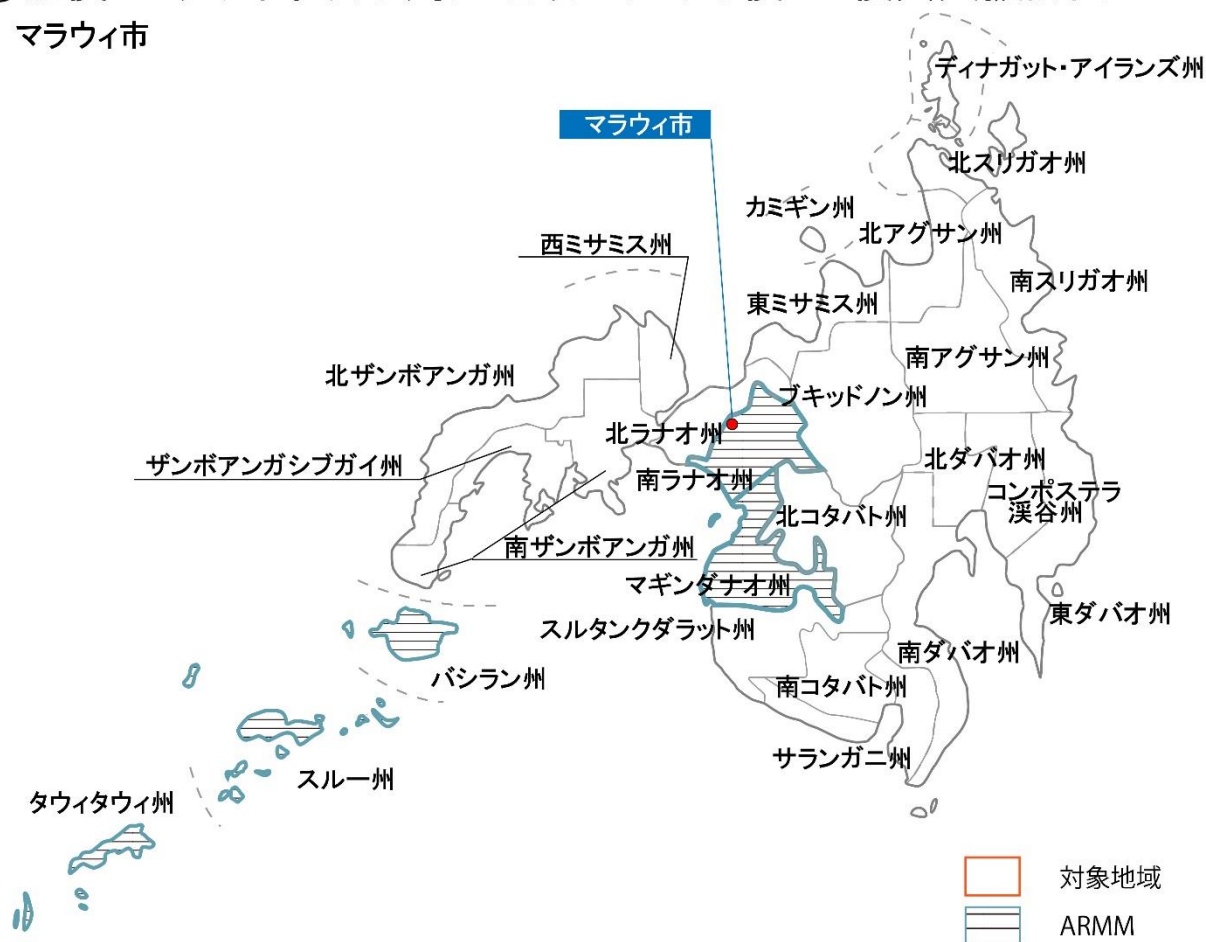 マラウィ市
ディナガット・アイランズ州
マラウィ市
北スリガオ州
カミギン州
北アグサン州
西ミサミス州
南スリガオ州
東ミサミス州
南アグサン州
北ザンボアンガ州
ブキッドノン州
北ラナオ州
ザンボアンガシブガイ州
北ダバオ州
南ラナオ州
コンポステラ
渓谷州
北コタバト州
南ザンボアンガ州
マギンダナオ州
東ダバオ州
スルタンクダラット州
南ダバオ州
バシラン州
南コタバト州
サランガニ州
スルー州
タウィタウィ州
対象地域
ARMM